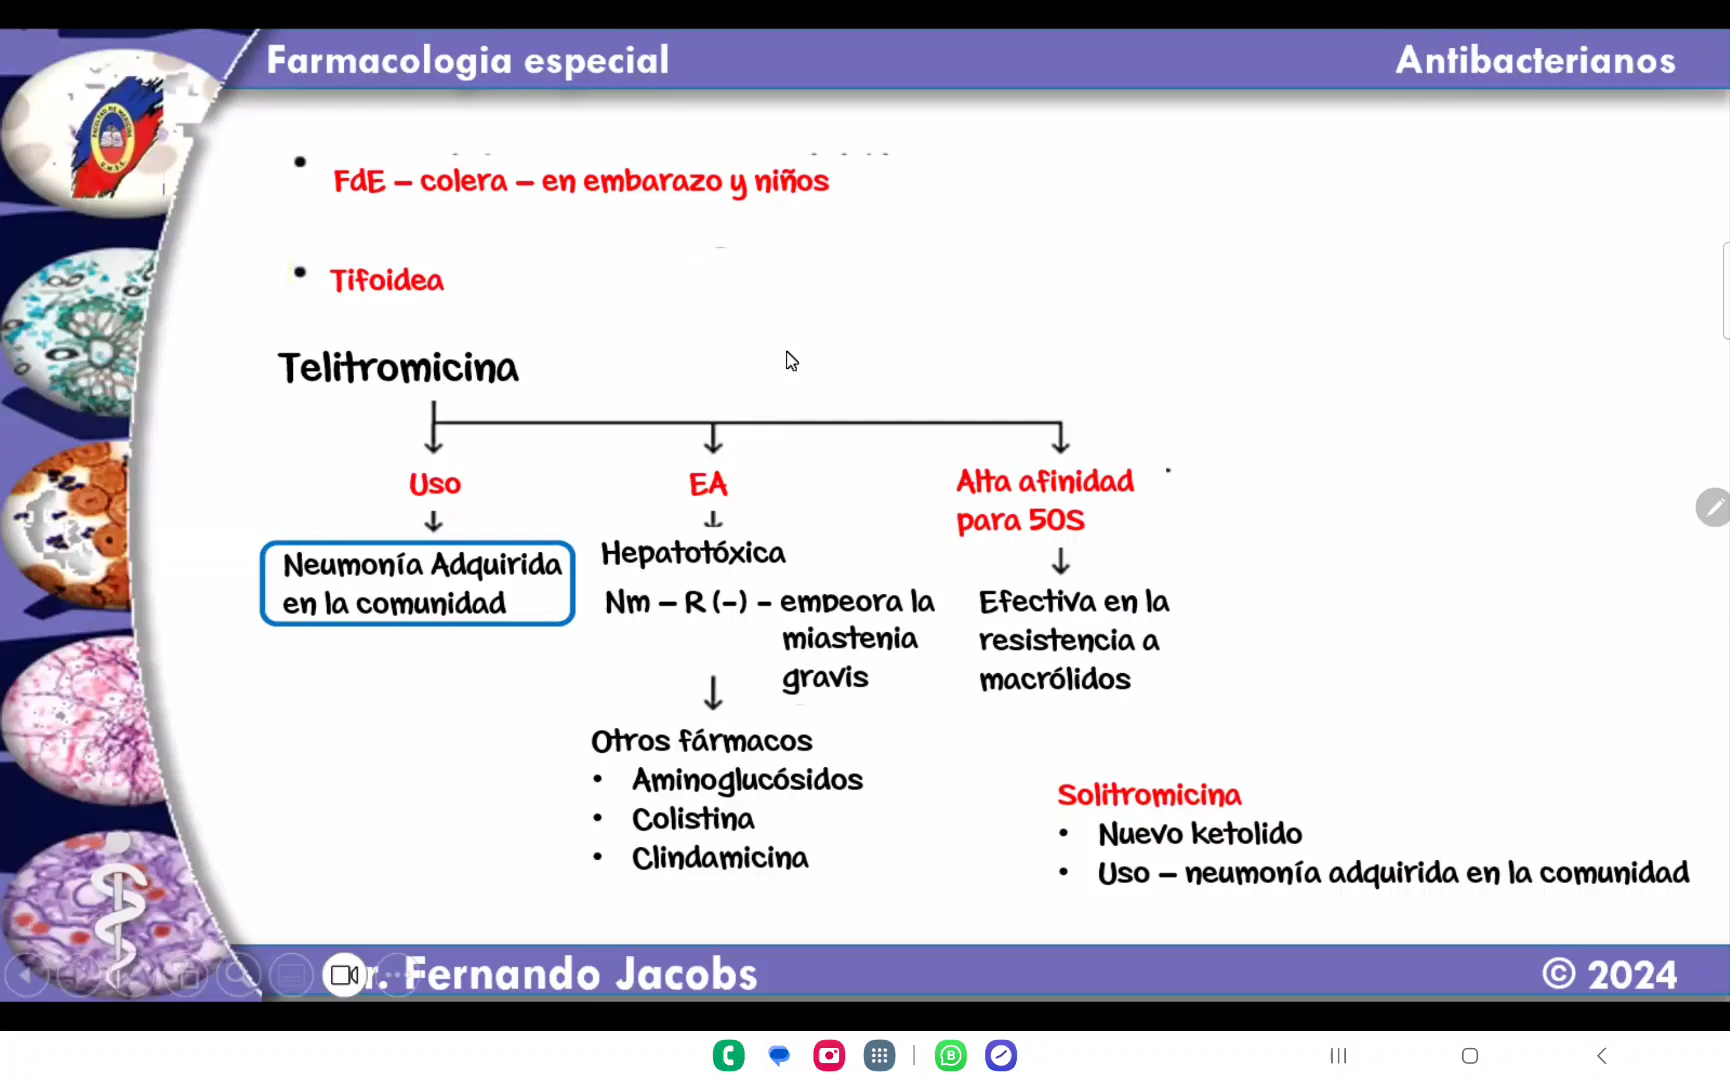 Farmacologia especial
Antibacterianos
FdE – colera – en embarazo y niños
Tifoidea
Telitromicina
Uso
EA
Alta afinidad
para 50S
Neumonía Adquirida
en la comunidad
Hepatotóxica
Nm – R (-) – empeora la
miastenia
gravis
Efectiva en la
resistencia a
macrólidos
Otros fármacos
• Aminoglucósidos
• Colistina
• Clindamicina
Solitromicina
• Nuevo ketolido
• Uso – neumonía adquirida en la comunidad
r. Fernando Jacobs
© 2024